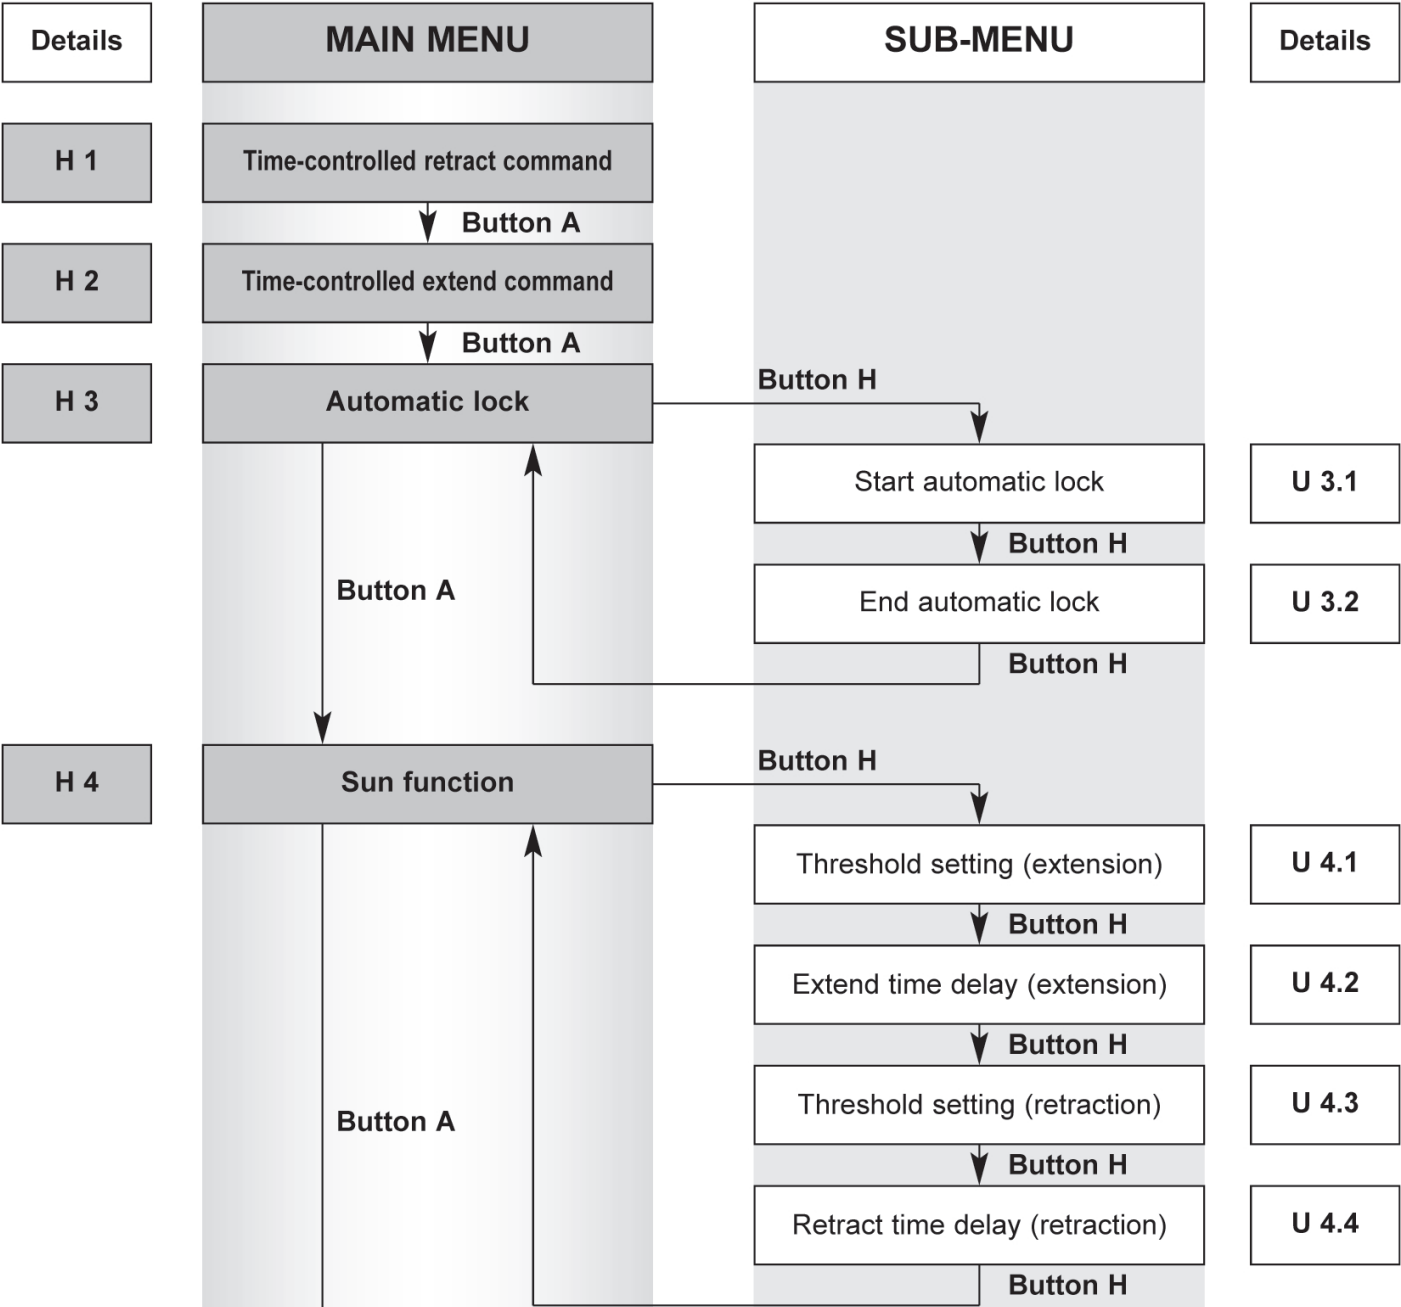 Details
MAIN MENU
SUB-MENU
Details
H 1
Time-controlled retract command
Button A
H 2
Time-controlled extend command
Button A
H 3
Automatic lock
Button H
Start automatic lock
U 3.1
Button H
Button A
End automatic lock
U 3.2
Button H
H 4
Sun function
Button H
Threshold setting (extension)
U 4.1
Button H
Extend time delay (extension)
U 4.2
Button H
Threshold setting (retraction)
U 4.3
Button A
Button H
Retract time delay (retraction)
U 4.4
Button H